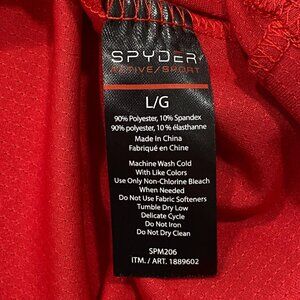 SPYDER
ACTIVE/SPORT
L/G
90% Polyester, 10% Spandex
90% polyester, 10 % élasthanne
Made In China
Fabriqué en Chine
Machine Wash Cold
With Like Colors
Use Only Non-Chlorine Bleach
When Needed
Do Not Use Fabric Softeners
Tumble Dry Low
Delicate Cycle
Do Not Iron
Do Not Dry Clean
SPM206
ITM. / ART. 1889602